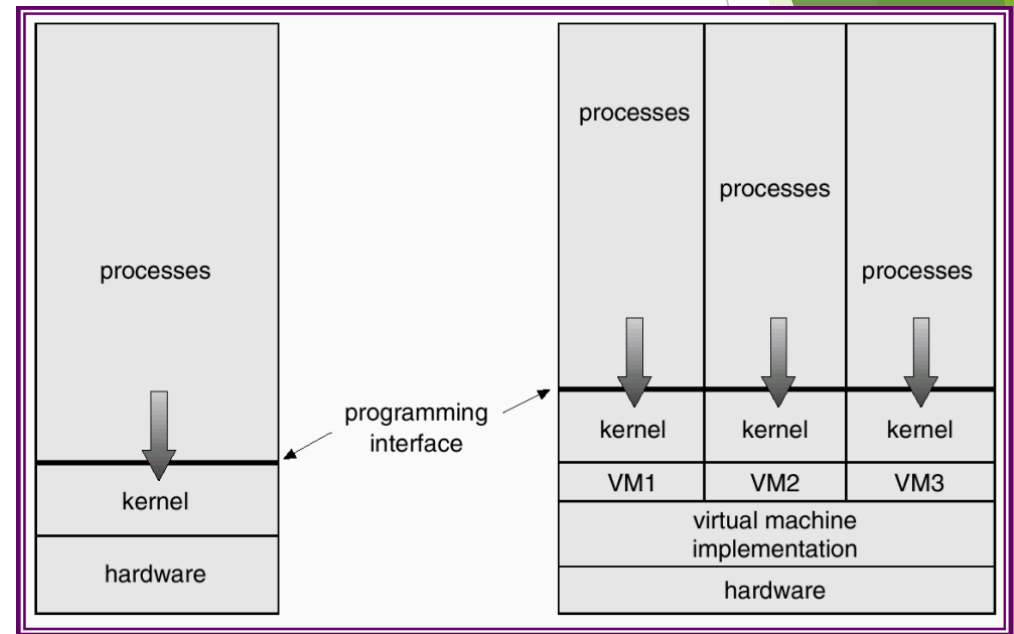 processes
kernel
hardware
programming
interface
processes
processes
processes
kernel
kernel
kernel
VM1
VM2
VM3
virtual machine
implementation
hardware